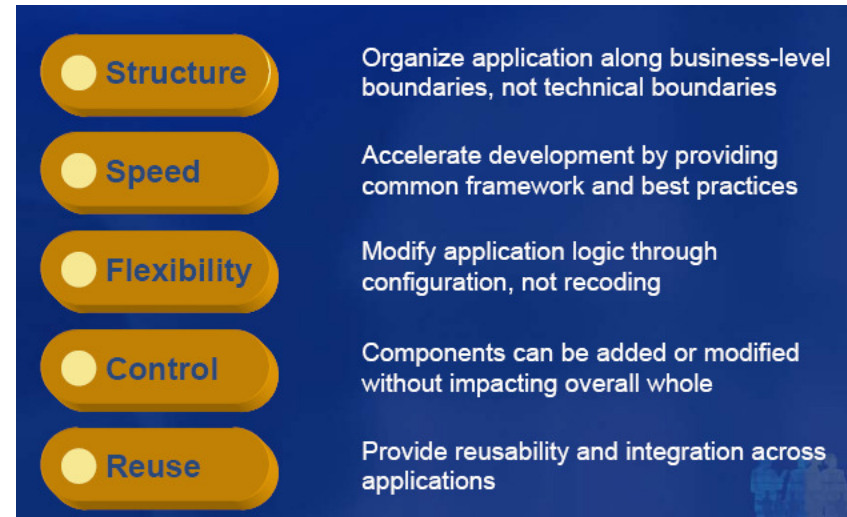 Structure
Organize application along business-level
boundaries, not technical boundaries
Speed
Accelerate development by providing
common framework and best practices
Flexibility
Modify application logic through
configuration, not recoding
Control
Components can be added or modified
without impacting overall whole
Reuse
Provide reusability and integration across
applications